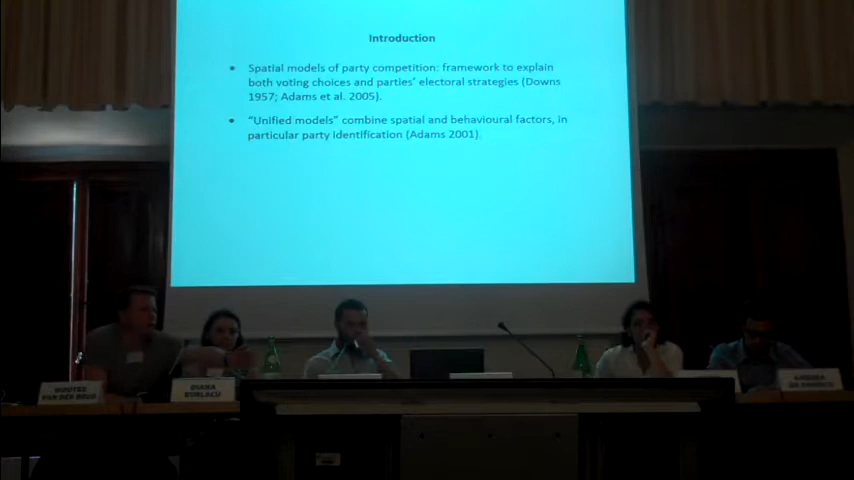 Introduction
• Spatial models of party competition: framework to explain
both voting choices and parties' electoral strategies (Downs
1957; Adams et al. 2005).
• "Unified models" combine spatial and behavioural factors, in
particular party identification (Adams 2001).
WOUTER
VAN DER BRUG
DIANA
BURLACU